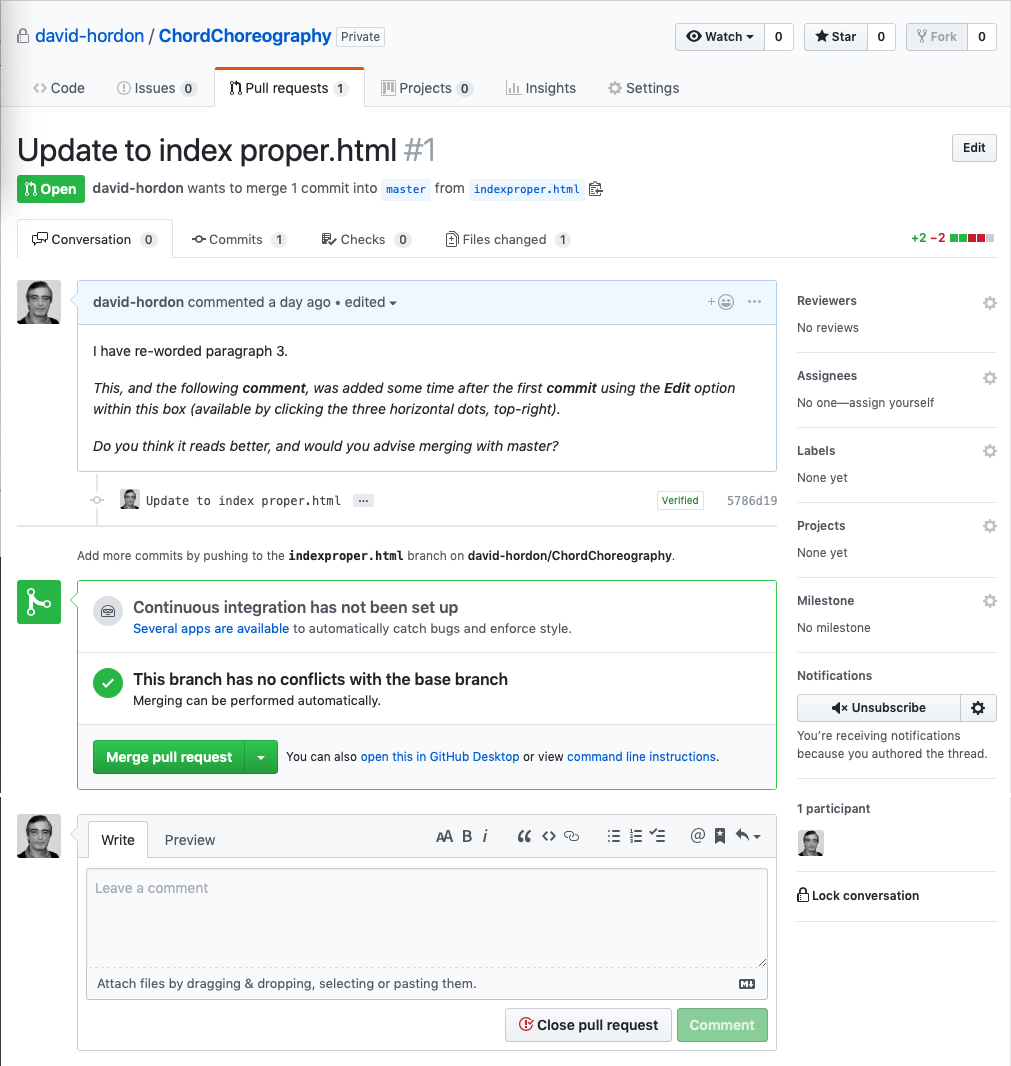 david-hordon / ChordChoreography Private
Watch 0 Star 0 Fork 0
Code Issues 0 Pull requests 1 Projects 0 Insights Settings
Update to index proper.html #1
Edit
Open david-hordon wants to merge 1 commit into master from indexproper.html
Conversation 0 Commits 1 Checks 0 Files changed 1 +2 −2
david-hordon commented a day ago • edited
I have re-worded paragraph 3.
This, and the following comment, was added some time after the first commit using the Edit option
within this box (available by clicking the three horizontal dots, top-right).
Do you think it reads better, and would you advise merging with master?
Update to index proper.html … Verified 5786d19
Add more commits by pushing to the indexproper.html branch on david-hordon/ChordChoreography.
Continuous integration has not been set up
Several apps are available to automatically catch bugs and enforce style.
This branch has no conflicts with the base branch
Merging can be performed automatically.
Merge pull request You can also open this in GitHub Desktop or view command line instructions.
Write Preview AA B i
Leave a comment
Attach files by dragging & dropping, selecting or pasting them.
Close pull request Comment
Reviewers
No reviews
Assignees
No one—assign yourself
Labels
None yet
Projects
None yet
Milestone
No milestone
Notifications
Unsubscribe
You're receiving notifications
because you authored the thread.
1 participant
Lock conversation